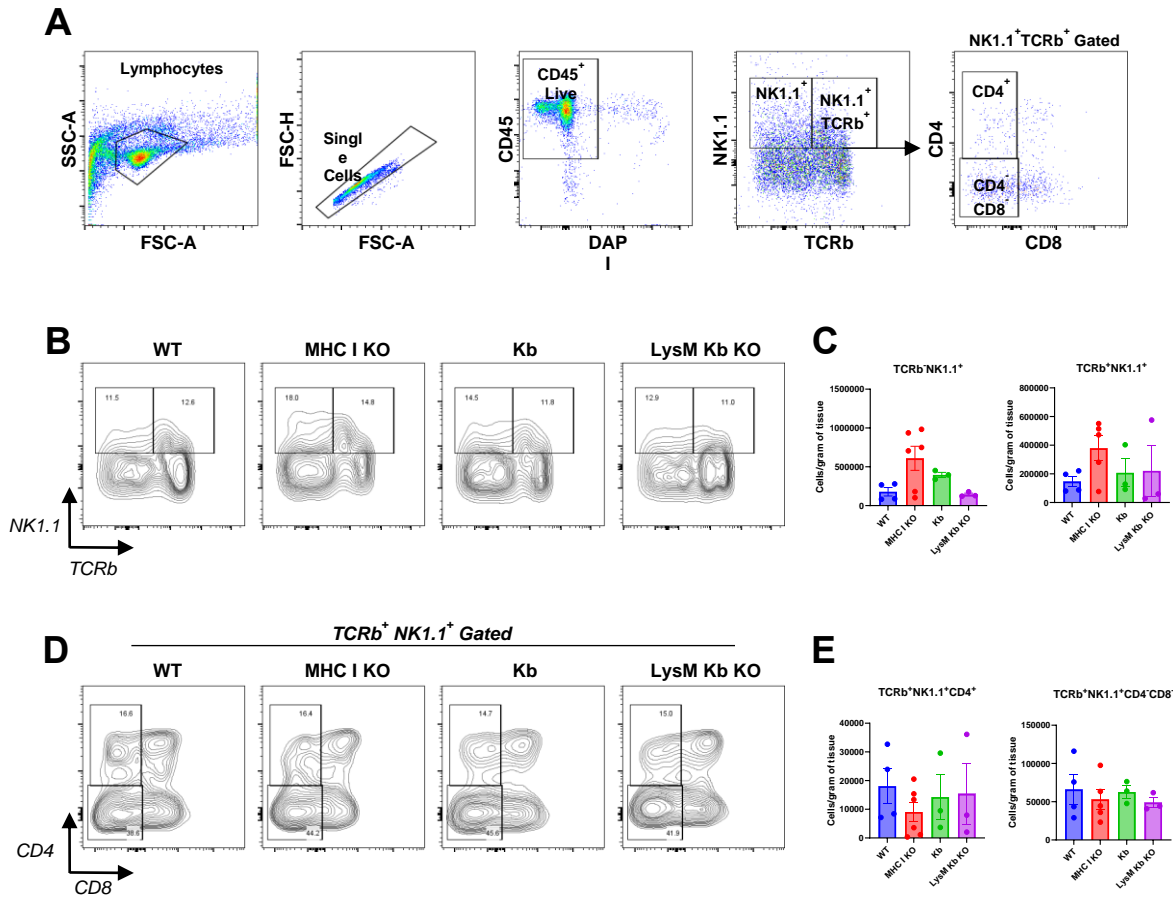 A
NK1.1+TCRb+ Gated
Lymphocytes
SSC-A
FSC-A
Singl
e
Cells
FSC-H
FSC-A
CD45+
Live
CD45
DAP
I
NK1.1+
NK1.1+
TCRb+
NK1.1
TCRb
CD4+
CD4-
CD8-
CD4
CD8
B
WT
MHC I KO
Kb
LysM Kb KO
11.5
12.6
18.0
14.8
14.5
11.8
12.9
11.0
NK1.1
TCRb
C
TCRb-NK1.1+
Cells/gram of tissue
1500000
1000000
500000
0
WT
MHC I KO
Kb
LysM Kb KO
TCRb+NK1.1+
Cells/gram of tissue
800000
600000
400000
200000
0
WT
MHC I KO
Kb
LysM Kb KO
D
TCRb+ NK1.1+ Gated
WT
MHC I KO
Kb
LysM Kb KO
16.6
38.6
16.4
44.2
14.7
45.6
15.0
41.9
CD4
CD8
E
TCRb+NK1.1+CD4+
Cells/gram of tissue
40000
30000
20000
10000
0
WT
MHC I KO
Kb
LysM Kb KO
TCRb+NK1.1+CD4-CD8-
Cells/gram of tissue
150000
100000
50000
0
WT
MHC I KO
Kb
LysM Kb KO